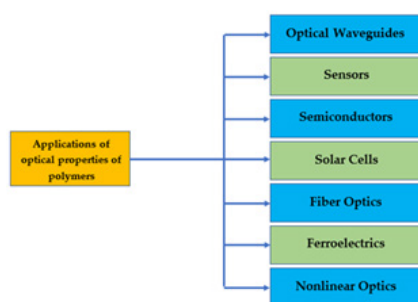 Optical Waveguides
Sensors
Semiconductors
Applications of
optical properties of
polymers
Solar Cells
Fiber Optics
Ferroelectrics
Nonlinear Optics